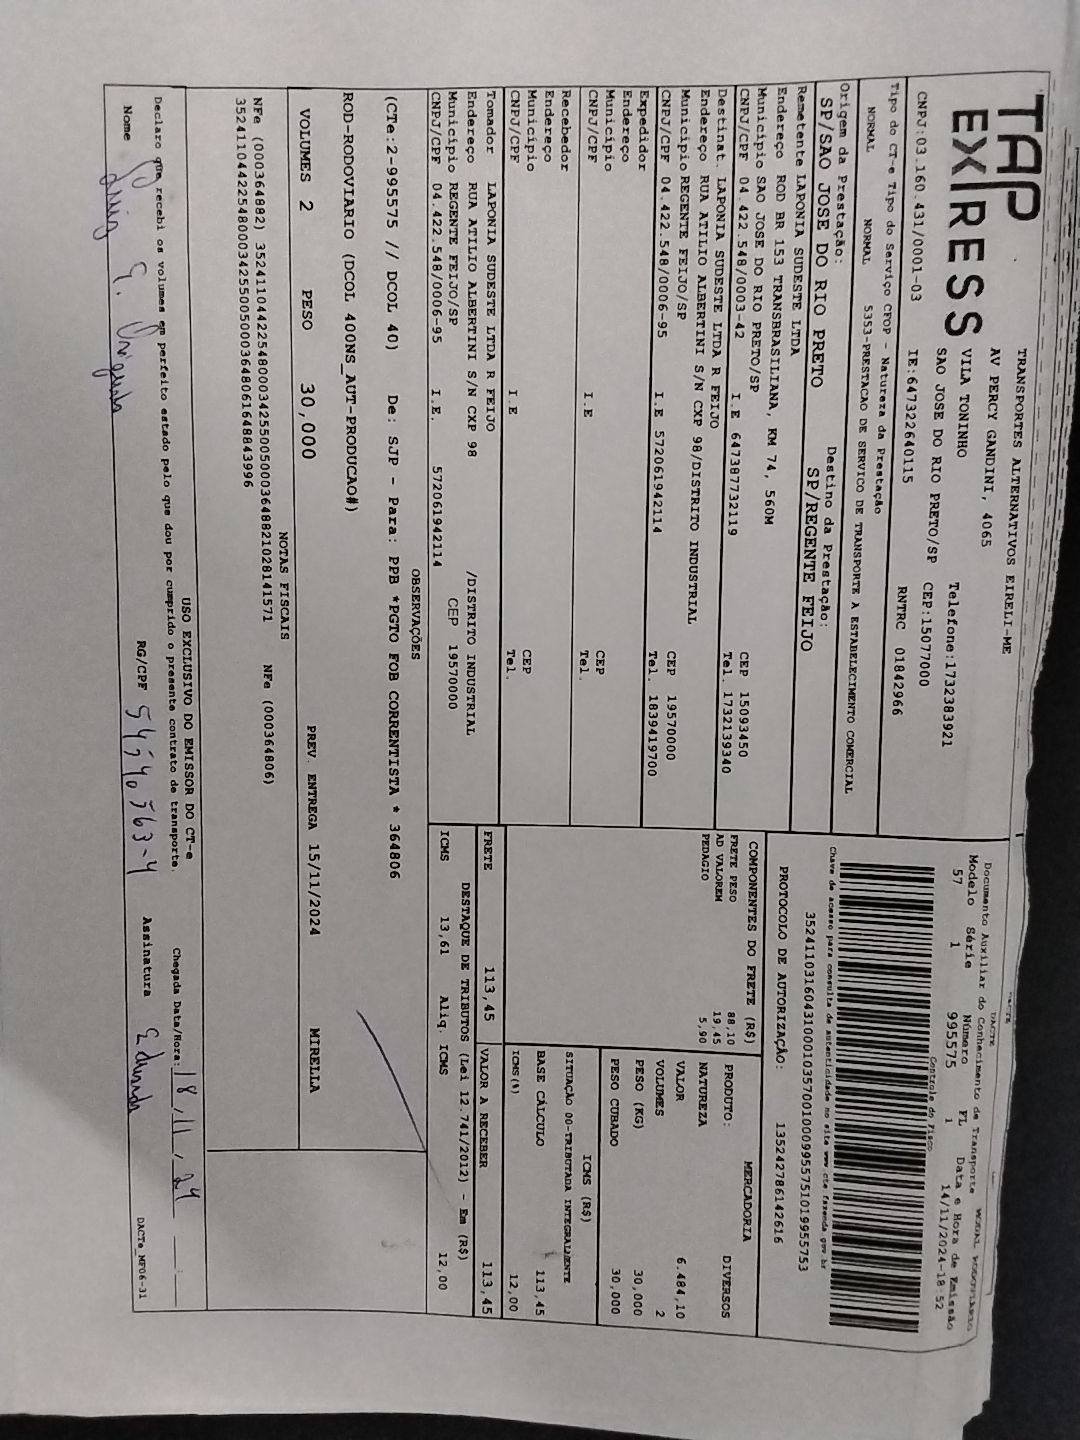 TAP
EXPRESS
TRANSPORTES ALTERNATIVOS EIRELI-ME
AV PERCY GANDINI, 4065
VILA TONINHO
SAO JOSE DO RIO PRETO/SP
Telefone:1732383921
CEP:15077000
CNPJ:03.160.431/0001-03 IE:647322640115 RNTRC 01842966
DACTE
Documento Auxiliar do Conhecimento de Transporte
Modelo Série Número FL Data e Hora de Emissão
57 1 995575 1 14/11/2024-18:52
Controle do Fisco
Chave de acesso para consulta de autenticidade no site www.cte.fazenda.gov.br
35241103160431000103570010009955751019955753
PROTOCOLO DE AUTORIZAÇÃO: 135242786142616
Tipo do CT-e Tipo do Serviço CFOP - Natureza da Prestação
NORMAL NORMAL 5353-PRESTACAO DE SERVICO DE TRANSPORTE A ESTABELECIMENTO COMERCIAL
Origem da Prestação: Destino da Prestação:
SP/SAO JOSE DO RIO PRETO SP/REGENTE FEIJO
Remetente LAPONIA SUDESTE LTDA
Endereço ROD BR 153 TRANSBRASILIANA, KM 74, 560M
Município SAO JOSE DO RIO PRETO/SP CEP 15093450
CNPJ/CPF 04.422.548/0003-42 I.E 647387732119 Tel. 1732139340
Destinat. LAPONIA SUDESTE LTDA R FEIJO
Endereço RUA ATILIO ALBERTINI S/N CXP 98/DISTRITO INDUSTRIAL
Município REGENTE FEIJO/SP CEP 19570000
CNPJ/CPF 04.422.548/0006-95 I.E 572061942114 Tel. 1839419700
Expedidor
Endereço
Município CEP
CNPJ/CPF I.E Tel.
Recebedor
Endereço
Município CEP
CNPJ/CPF I.E Tel.
Tomador LAPONIA SUDESTE LTDA R FEIJO
Endereço RUA ATILIO ALBERTINI S/N CXP 98 /DISTRITO INDUSTRIAL
Município REGENTE FEIJO/SP CEP 19570000
CNPJ/CPF 04.422.548/0006-95 I.E. 572061942114
COMPONENTES DO FRETE (R$)
FRETE PESO 88,10
AD VALOREM 19,45
PEDAGIO 5,90
MERCADORIA
PRODUTO: DIVERSOS
NATUREZA
VALOR 6.484,10
VOLUMES 2
PESO (KG) 30,000
PESO CUBADO 30,000
ICMS (R$)
SITUAÇÃO 00-TRIBUTADA INTEGRALMENTE
BASE CÁLCULO 113,45
ICMS(%) 12,00
FRETE 113,45 VALOR A RECEBER 113,45
DESTAQUE DE TRIBUTOS (Lei 12.741/2012) - Em (R$)
ICMS 13,61 Aliq. ICMS 12,00
OBSERVAÇÕES
(CTe:2-995575 // DCOL 40) De: SJP - Para: PPB *PGTO FOB CORRENTISTA * 364806
ROD-RODOVIARIO (DCOL 400NS_AUT-PRODUCAO#)
VOLUMES 2 PESO 30,000 PREV. ENTREGA 15/11/2024 MIRELLA
NOTAS FISCAIS
NFe (000364882) 35241104422548000342550050003648821028141571 NFe (000364806)
35241104422548000342550050003648061648843996
USO EXCLUSIVO DO EMISSOR DO CT-e
Declaro que recebi os volumes em perfeito estado pelo que dou por cumprido o presente contrato de transporte. Chegada Data/Hora: 18/11/24
Nome RG/CPF Assinatura Eduardo
DACTe_MF06-31